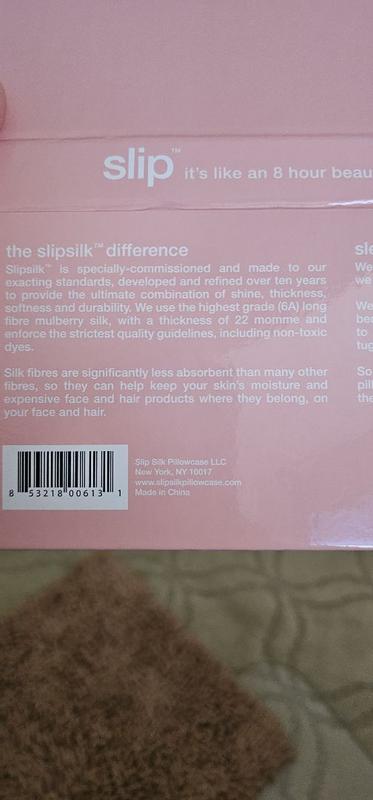 slip™ it's like an 8 hour
the slipsilk™ difference
Slipsilk™ is specially-commissioned and made to our
exacting standards, developed and refined over ten years
to provide the ultimate combination of shine, thickness,
softness and durability. We use the highest grade (6A) long
fibre mulberry silk, with a thickness of 22 momme and
enforce the strictest quality guidelines, including non-toxic
dyes.
Silk fibres are significantly less absorbent than many other
fibres, so they can help keep your skin's moisture and
expensive face and hair products where they belong, on
your face and hair.
We
we
We
to
So
8 53218 00613 1
Slip Silk Pillowcase LLC
New York, NY 10017
www.slipsilkpillowcase.com
Made in China